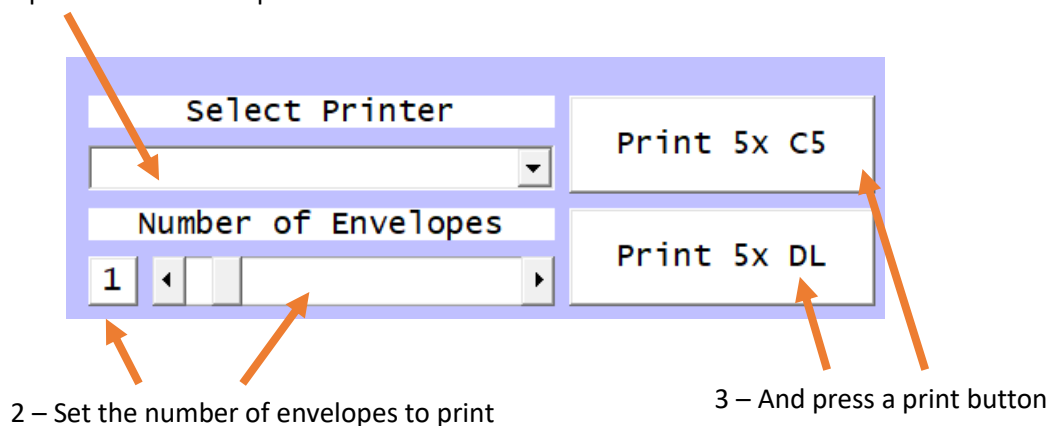 Select Printer
Print 5x C5
Number of Envelopes
Print 5x DL
1
2 – Set the number of envelopes to print
3 – And press a print button